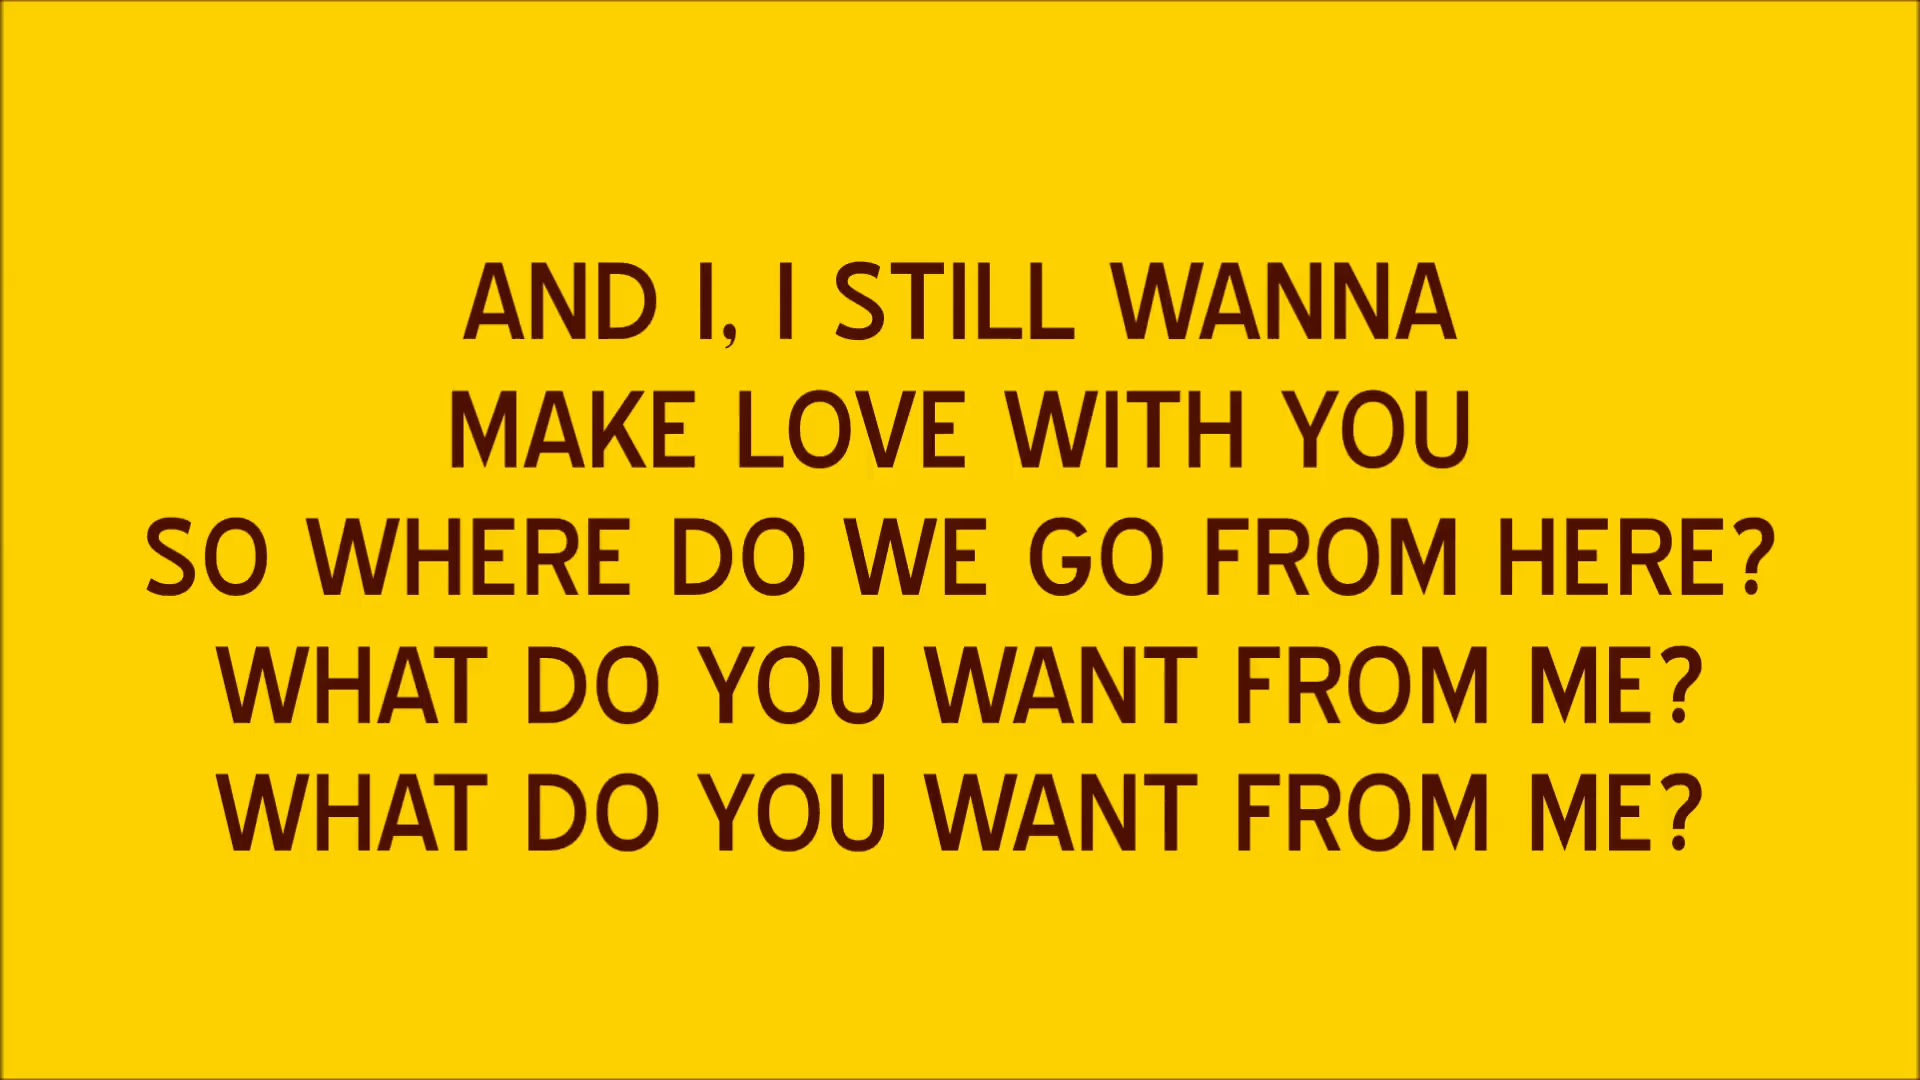 AND I, I STILL WANNA
MAKE LOVE WITH YOU
SO WHERE DO WE GO FROM HERE?
WHAT DO YOU WANT FROM ME?
WHAT DO YOU WANT FROM ME?